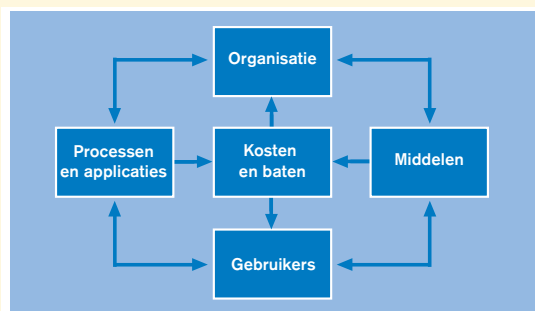 Organisatie
Processen
en applicaties
Kosten
en baten
Middelen
Gebruikers